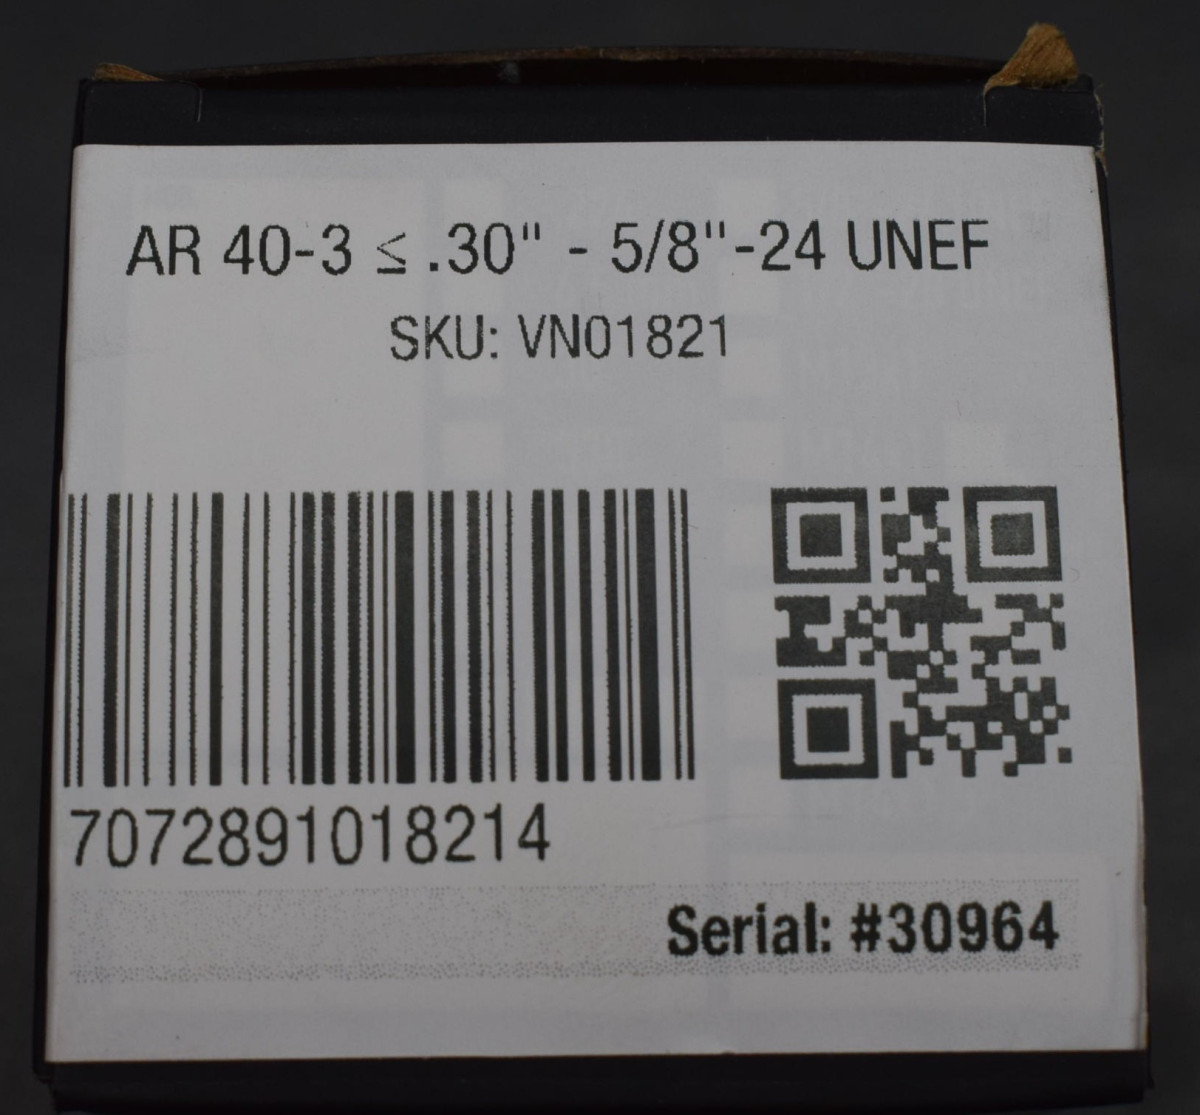 AR 40-3 ≤ .30" - 5/8"-24 UNEF
SKU: VN01821
7072891018214
Serial: #30964